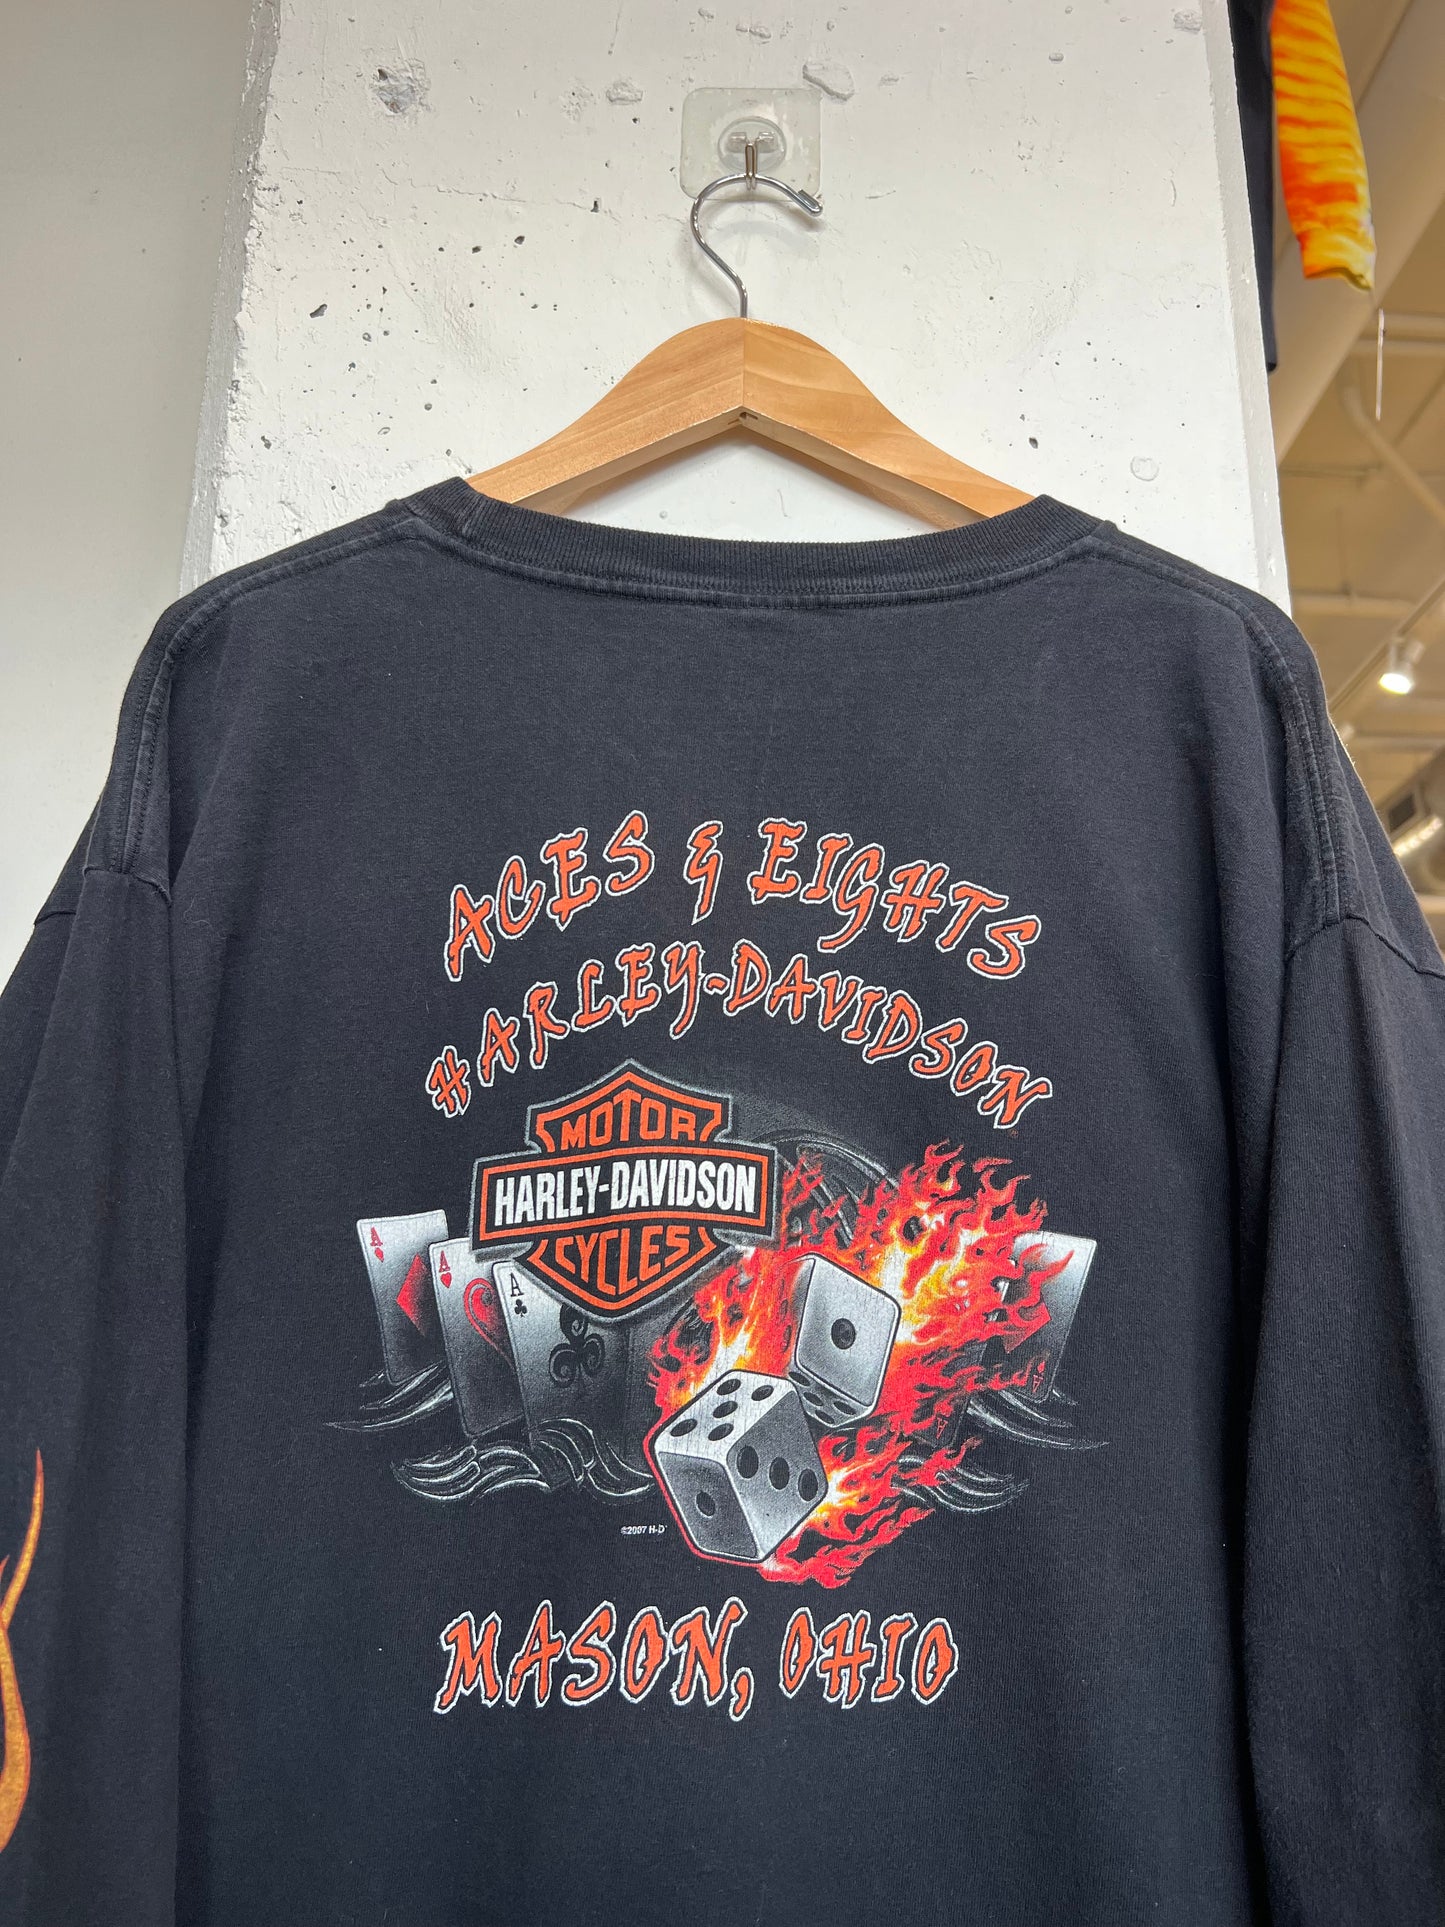 ACES & EIGHTS
HARLEY-DAVIDSON
MOTOR
HARLEY-DAVIDSON
CYCLES
A
A
A
A
A
©2007 H-D
MASON, OHIO